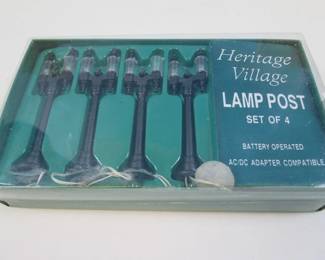 Heritage
Village
LAMP POST
SET OF 4
BATTERY OPERATED
AC/DC ADAPTER COMPATIBLE